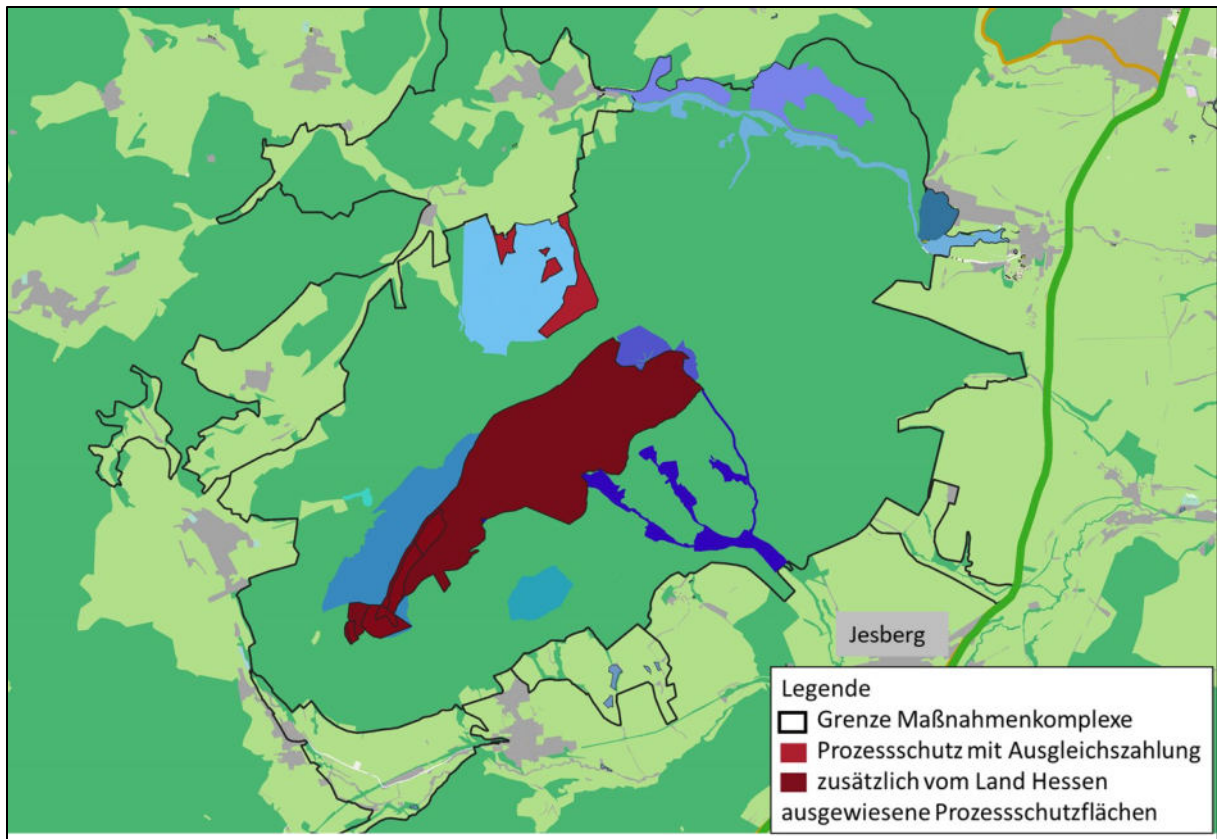 Jesberg
Legende
Grenze Maßnahmenkomplexe
Prozessschutz mit Ausgleichszahlung
zusätzlich vom Land Hessen
ausgewiesene Prozessschutzflächen